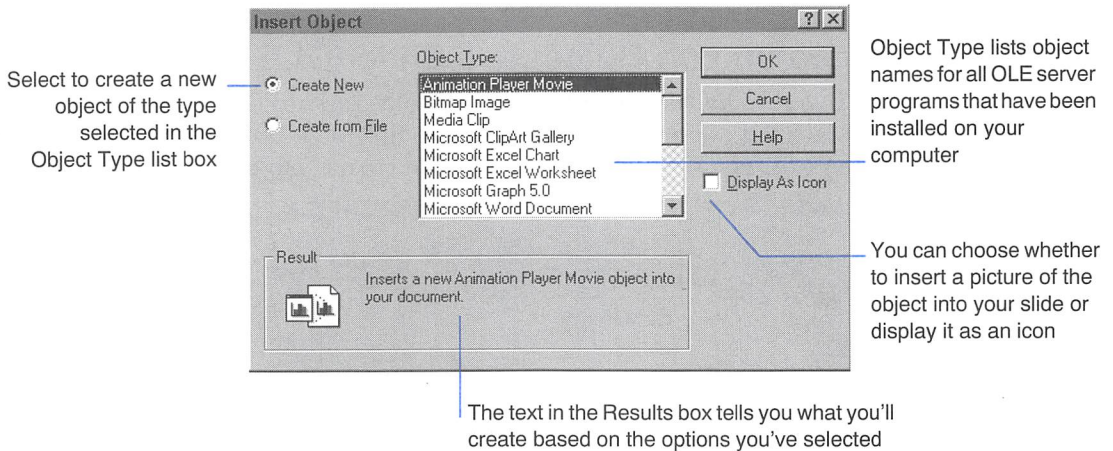 Insert Object
Select to create a new
object of the type
selected in the
Object Type list box
Create New
Create from File
Object Type:
Animation Player Movie
Bitmap Image
Media Clip
Microsoft ClipArt Gallery
Microsoft Excel Chart
Microsoft Excel Worksheet
Microsoft Graph 5.0
Microsoft Word Document
OK
Cancel
Help
Display As Icon
Object Type lists object
names for all OLE server
programs that have been
installed on your
computer
You can choose whether
to insert a picture of the
object into your slide or
display it as an icon
Result
Inserts a new Animation Player Movie object into
your document.
The text in the Results box tells you what you'll
create based on the options you've selected